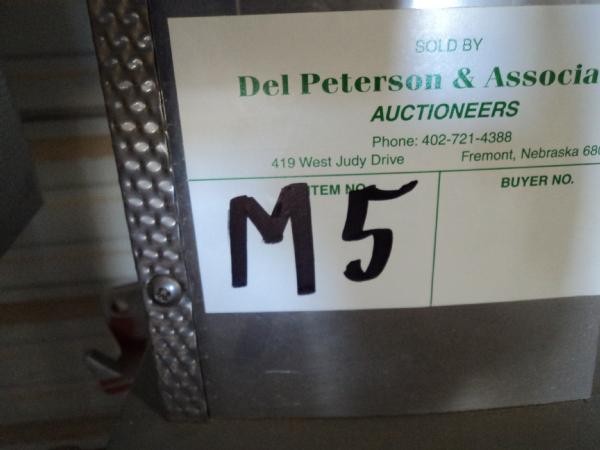 SOLD BY
Del Peterson & Associa
AUCTIONEERS
Phone: 402-721-4388
419 West Judy Drive Fremont, Nebraska 680
ITEM NO. BUYER NO.
M5